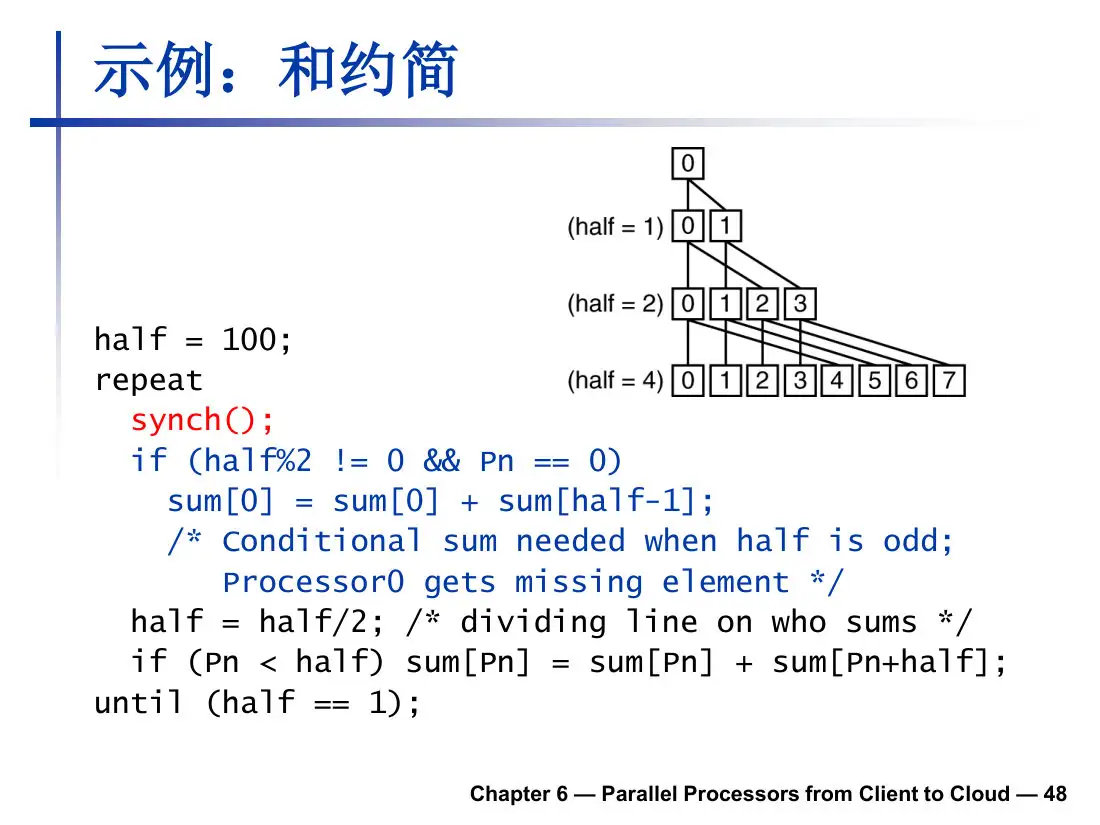 示例：和约简
0
(half = 1) 0 1
(half = 2) 0 1 2 3
(half = 4) 0 1 2 3 4 5 6 7
half = 100;
repeat
synch();
if (half%2 != 0 && Pn == 0)
sum[0] = sum[0] + sum[half-1];
/* Conditional sum needed when half is odd;
Processor0 gets missing element */
half = half/2; /* dividing line on who sums */
if (Pn < half) sum[Pn] = sum[Pn] + sum[Pn+half];
until (half == 1);
Chapter 6 — Parallel Processors from Client to Cloud — 48